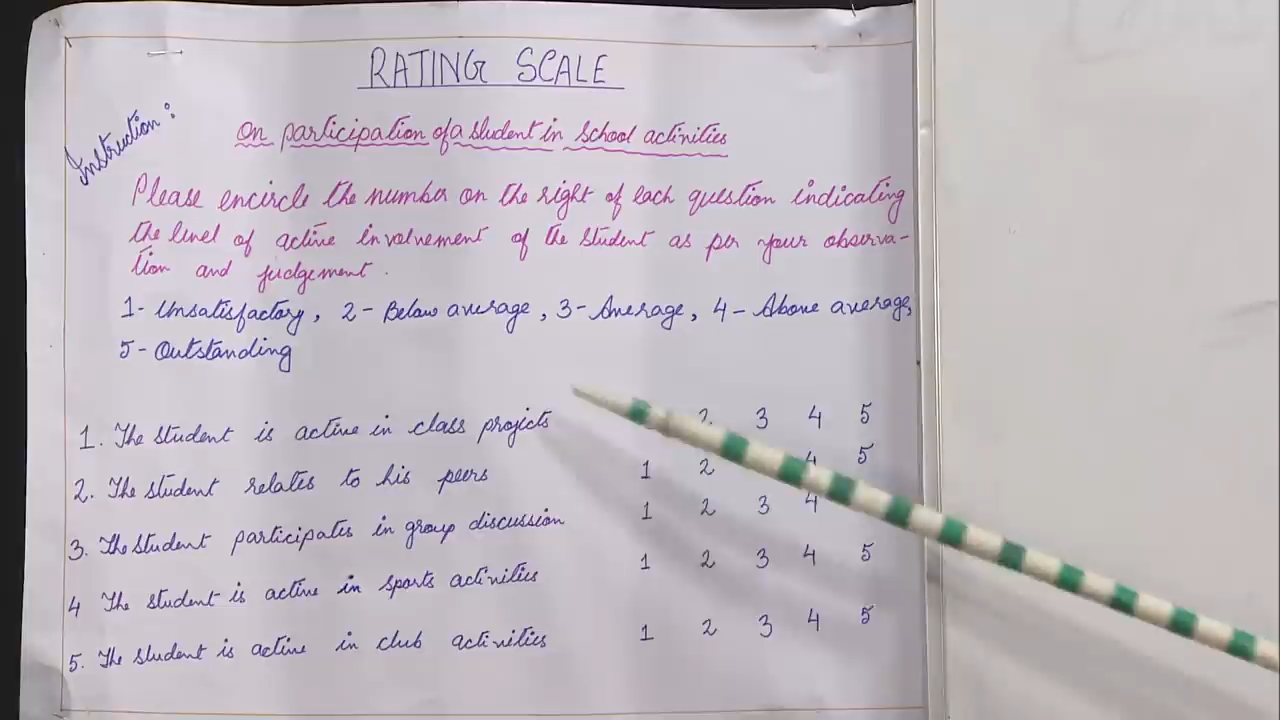 RATING SCALE
Instruction:
On participation of a student in school activities
Please encircle the number on the right of each question indicating
the level of active involvement of the student as per your observa-
tion and judgement.
1- Unsatisfactory, 2- Below average, 3- Average, 4- Above average,
5- Outstanding
1. The student is active in class projects 2 3 4 5
2. The student relates to his peers 1 2 4 5
3. The student participates in group discussion 1 2 3 4
4 The student is active in sports activities 1 2 3 4 5
5. The student is active in club activities 1 2 3 4 5